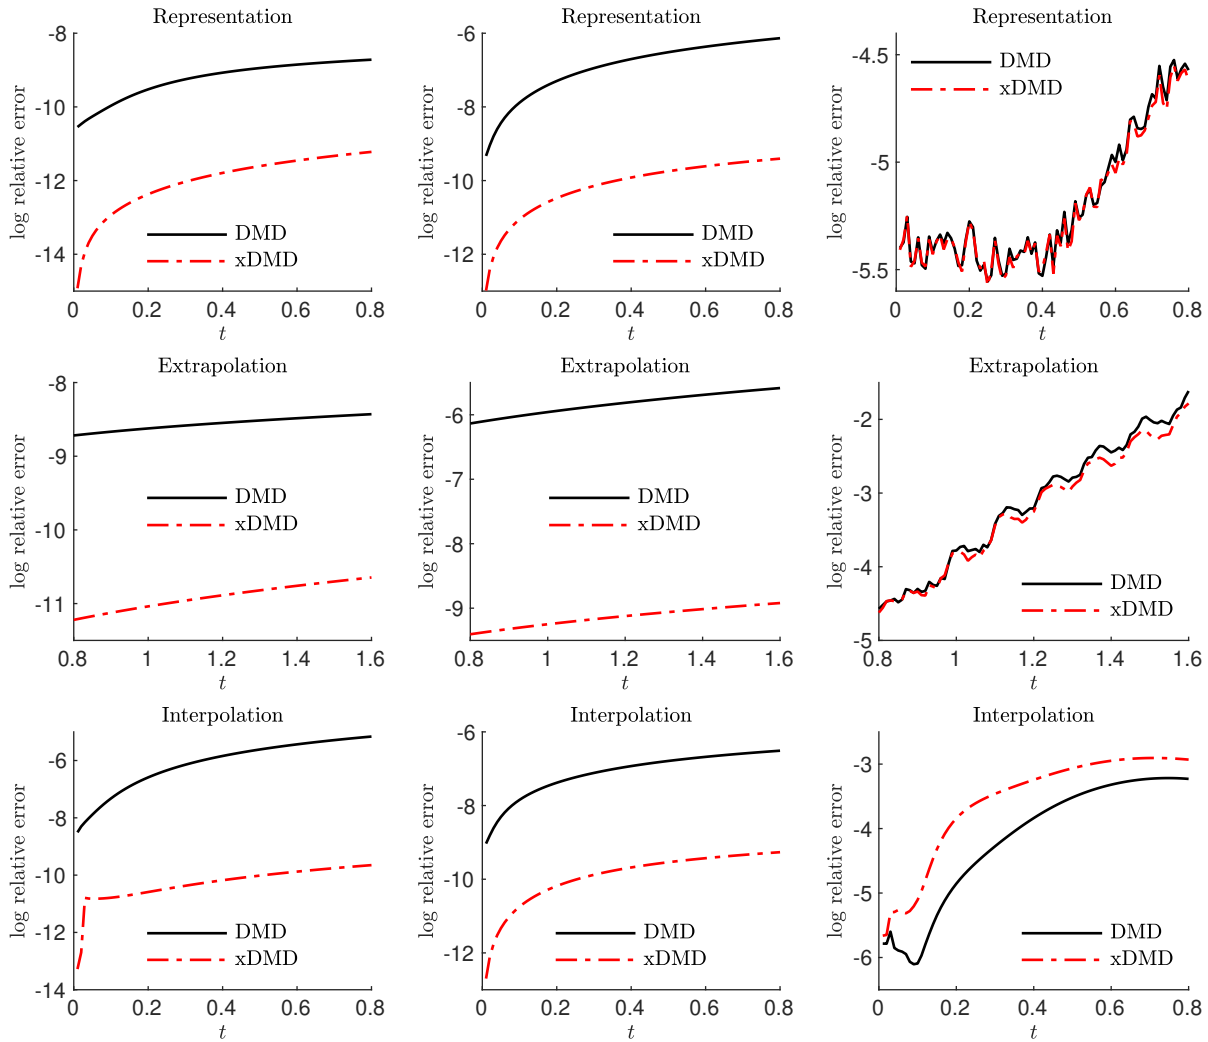 Representation
-8
-10
-12
-14
log relative error
DMD
xDMD
0 0.2 0.4 0.6 0.8
t
Representation
-6
-8
-10
-12
log relative error
DMD
xDMD
0 0.2 0.4 0.6 0.8
t
Representation
-4.5
-5
-5.5
log relative error
DMD
xDMD
0 0.2 0.4 0.6 0.8
t
Extrapolation
-8
-9
-10
-11
log relative error
DMD
xDMD
0.8 1 1.2 1.4 1.6
t
Extrapolation
-6
-7
-8
-9
log relative error
DMD
xDMD
0.8 1 1.2 1.4 1.6
t
Extrapolation
-2
-3
-4
-5
log relative error
DMD
xDMD
0.8 1 1.2 1.4 1.6
t
Interpolation
-6
-8
-10
-12
-14
log relative error
DMD
xDMD
0 0.2 0.4 0.6 0.8
t
Interpolation
-6
-8
-10
-12
log relative error
DMD
xDMD
0 0.2 0.4 0.6 0.8
t
Interpolation
-3
-4
-5
-6
log relative error
DMD
xDMD
0 0.2 0.4 0.6 0.8
t